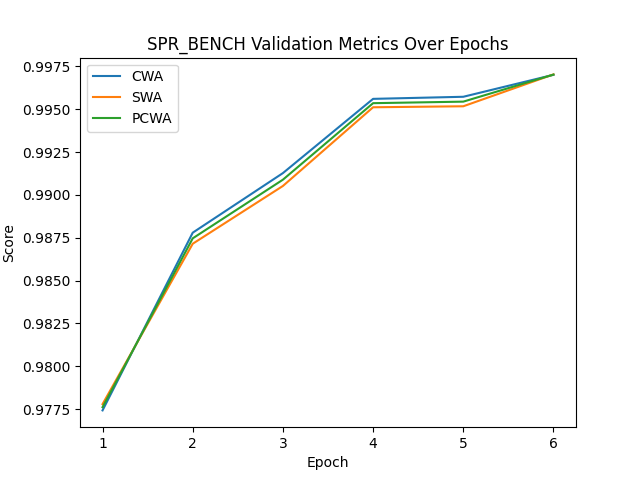 SPR_BENCH Validation Metrics Over Epochs
CWA
SWA
PCWA
Score
0.9975
0.9950
0.9925
0.9900
0.9875
0.9850
0.9825
0.9800
0.9775
1 2 3 4 5 6
Epoch